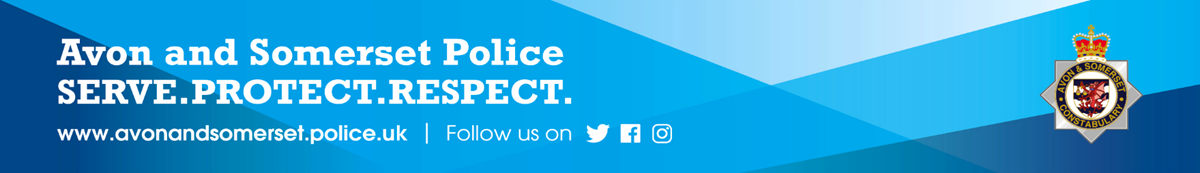 Avon and Somerset Police
SERVE.PROTECT.RESPECT.
www.avonandsomerset.police.uk | Follow us on
AVON & SOMERSET
CONSTABULARY